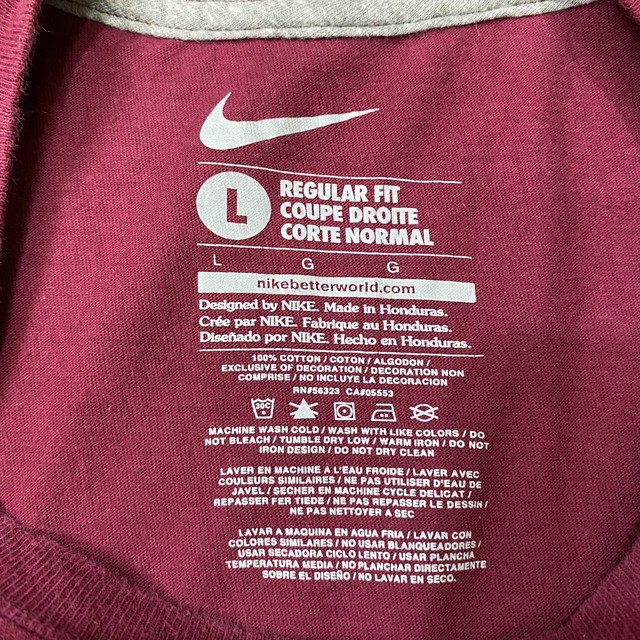 L
REGULAR FIT
COUPE DROITE
CORTE NORMAL
L G G
nikebetterworld.com
Designed by NIKE. Made in Honduras.
Crée par NIKE. Fabrique au Honduras.
Diseñado por NIKE. Hecho en Honduras.
100% COTTON / COTON / ALGODON /
EXCLUSIVE OF DECORATION / DECORATION NON
COMPRISE / NO INCLUYE LA DECORACION
RN#56323 CA#05553
30C
MACHINE WASH COLD / WASH WITH LIKE COLORS / DO
NOT BLEACH / TUMBLE DRY LOW / WARM IRON / DO NOT
IRON DESIGN / DO NOT DRY CLEAN
LAVER EN MACHINE À L'EAU FROIDE / LAVER AVEC
COULEURS SIMILAIRES / NE PAS UTILISER D'EAU DE
JAVEL / SECHER EN MACHINE CYCLE DELICAT /
REPASSER FER TIEDE / NE PAS REPASSER LE DESSIN /
NE PAS NETTOYER A SEC
LAVAR A MAQUINA EN AGUA FRIA / LAVAR CON
COLORES SIMILARES / NO USAR BLANQUEADORES /
USAR SECADORA CICLO LENTO / USAR PLANCHA
TEMPERATURA MEDIA / NO PLANCHAR DIRECTAMENTE
SOBRE EL DISEÑO / NO LAVAR EN SECO.